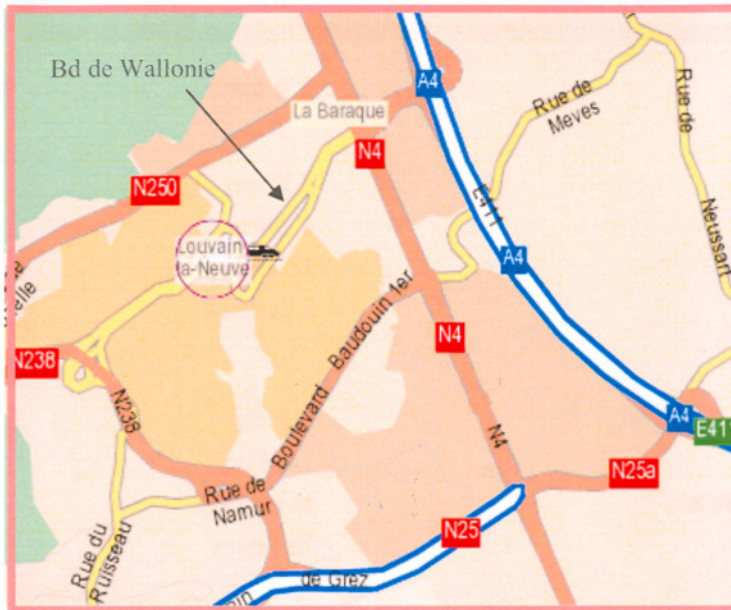 Bd de Wallonie
La Baraque
A4
Rue de
Meves
Rue de
Neussart
N4
N250
E411
Louvain
la-Neuve
A4
elle
Boulevard Baudouin 1er
N4
N238
N238
A4
E411
N4
N25a
Rue de
Namur
Rue du
Ruisseau
N25
de Grez